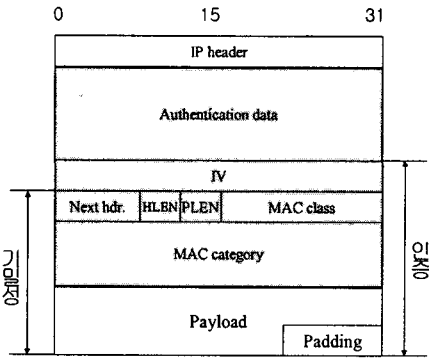 0 15 31
IP header
Authentication data
IV
Next hdr. HLEN PLEN MAC class
MAC category
Payload
Padding
기밀성
인증